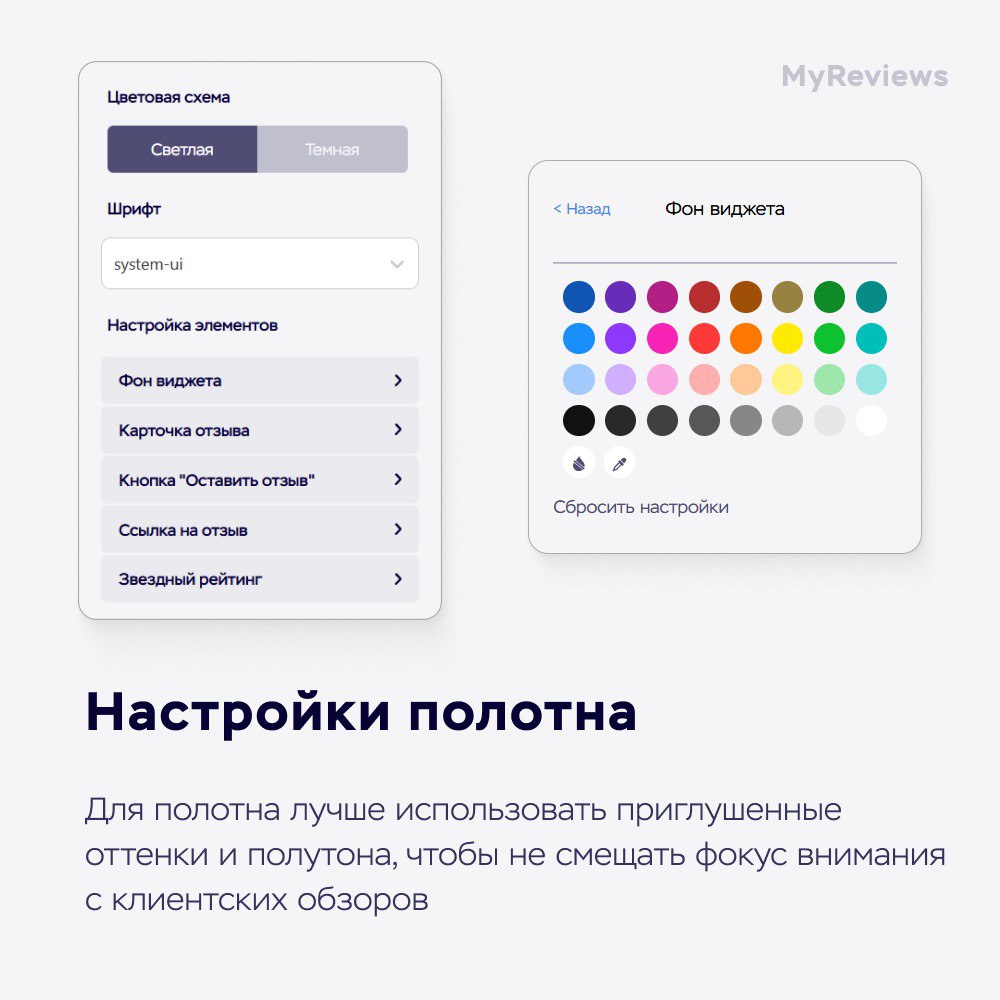 MyReviews
Цветовая схема
Светлая
Темная
Шрифт
system-ui
Настройка элементов
Фон виджета
Карточка отзыва
Кнопка "Оставить отзыв"
Ссылка на отзыв
Звездный рейтинг
< Назад
Фон виджета
Сбросить настройки
Настройки полотна
Для полотна лучше использовать приглушенные
оттенки и полутона, чтобы не смещать фокус внимания
с клиентских обзоров